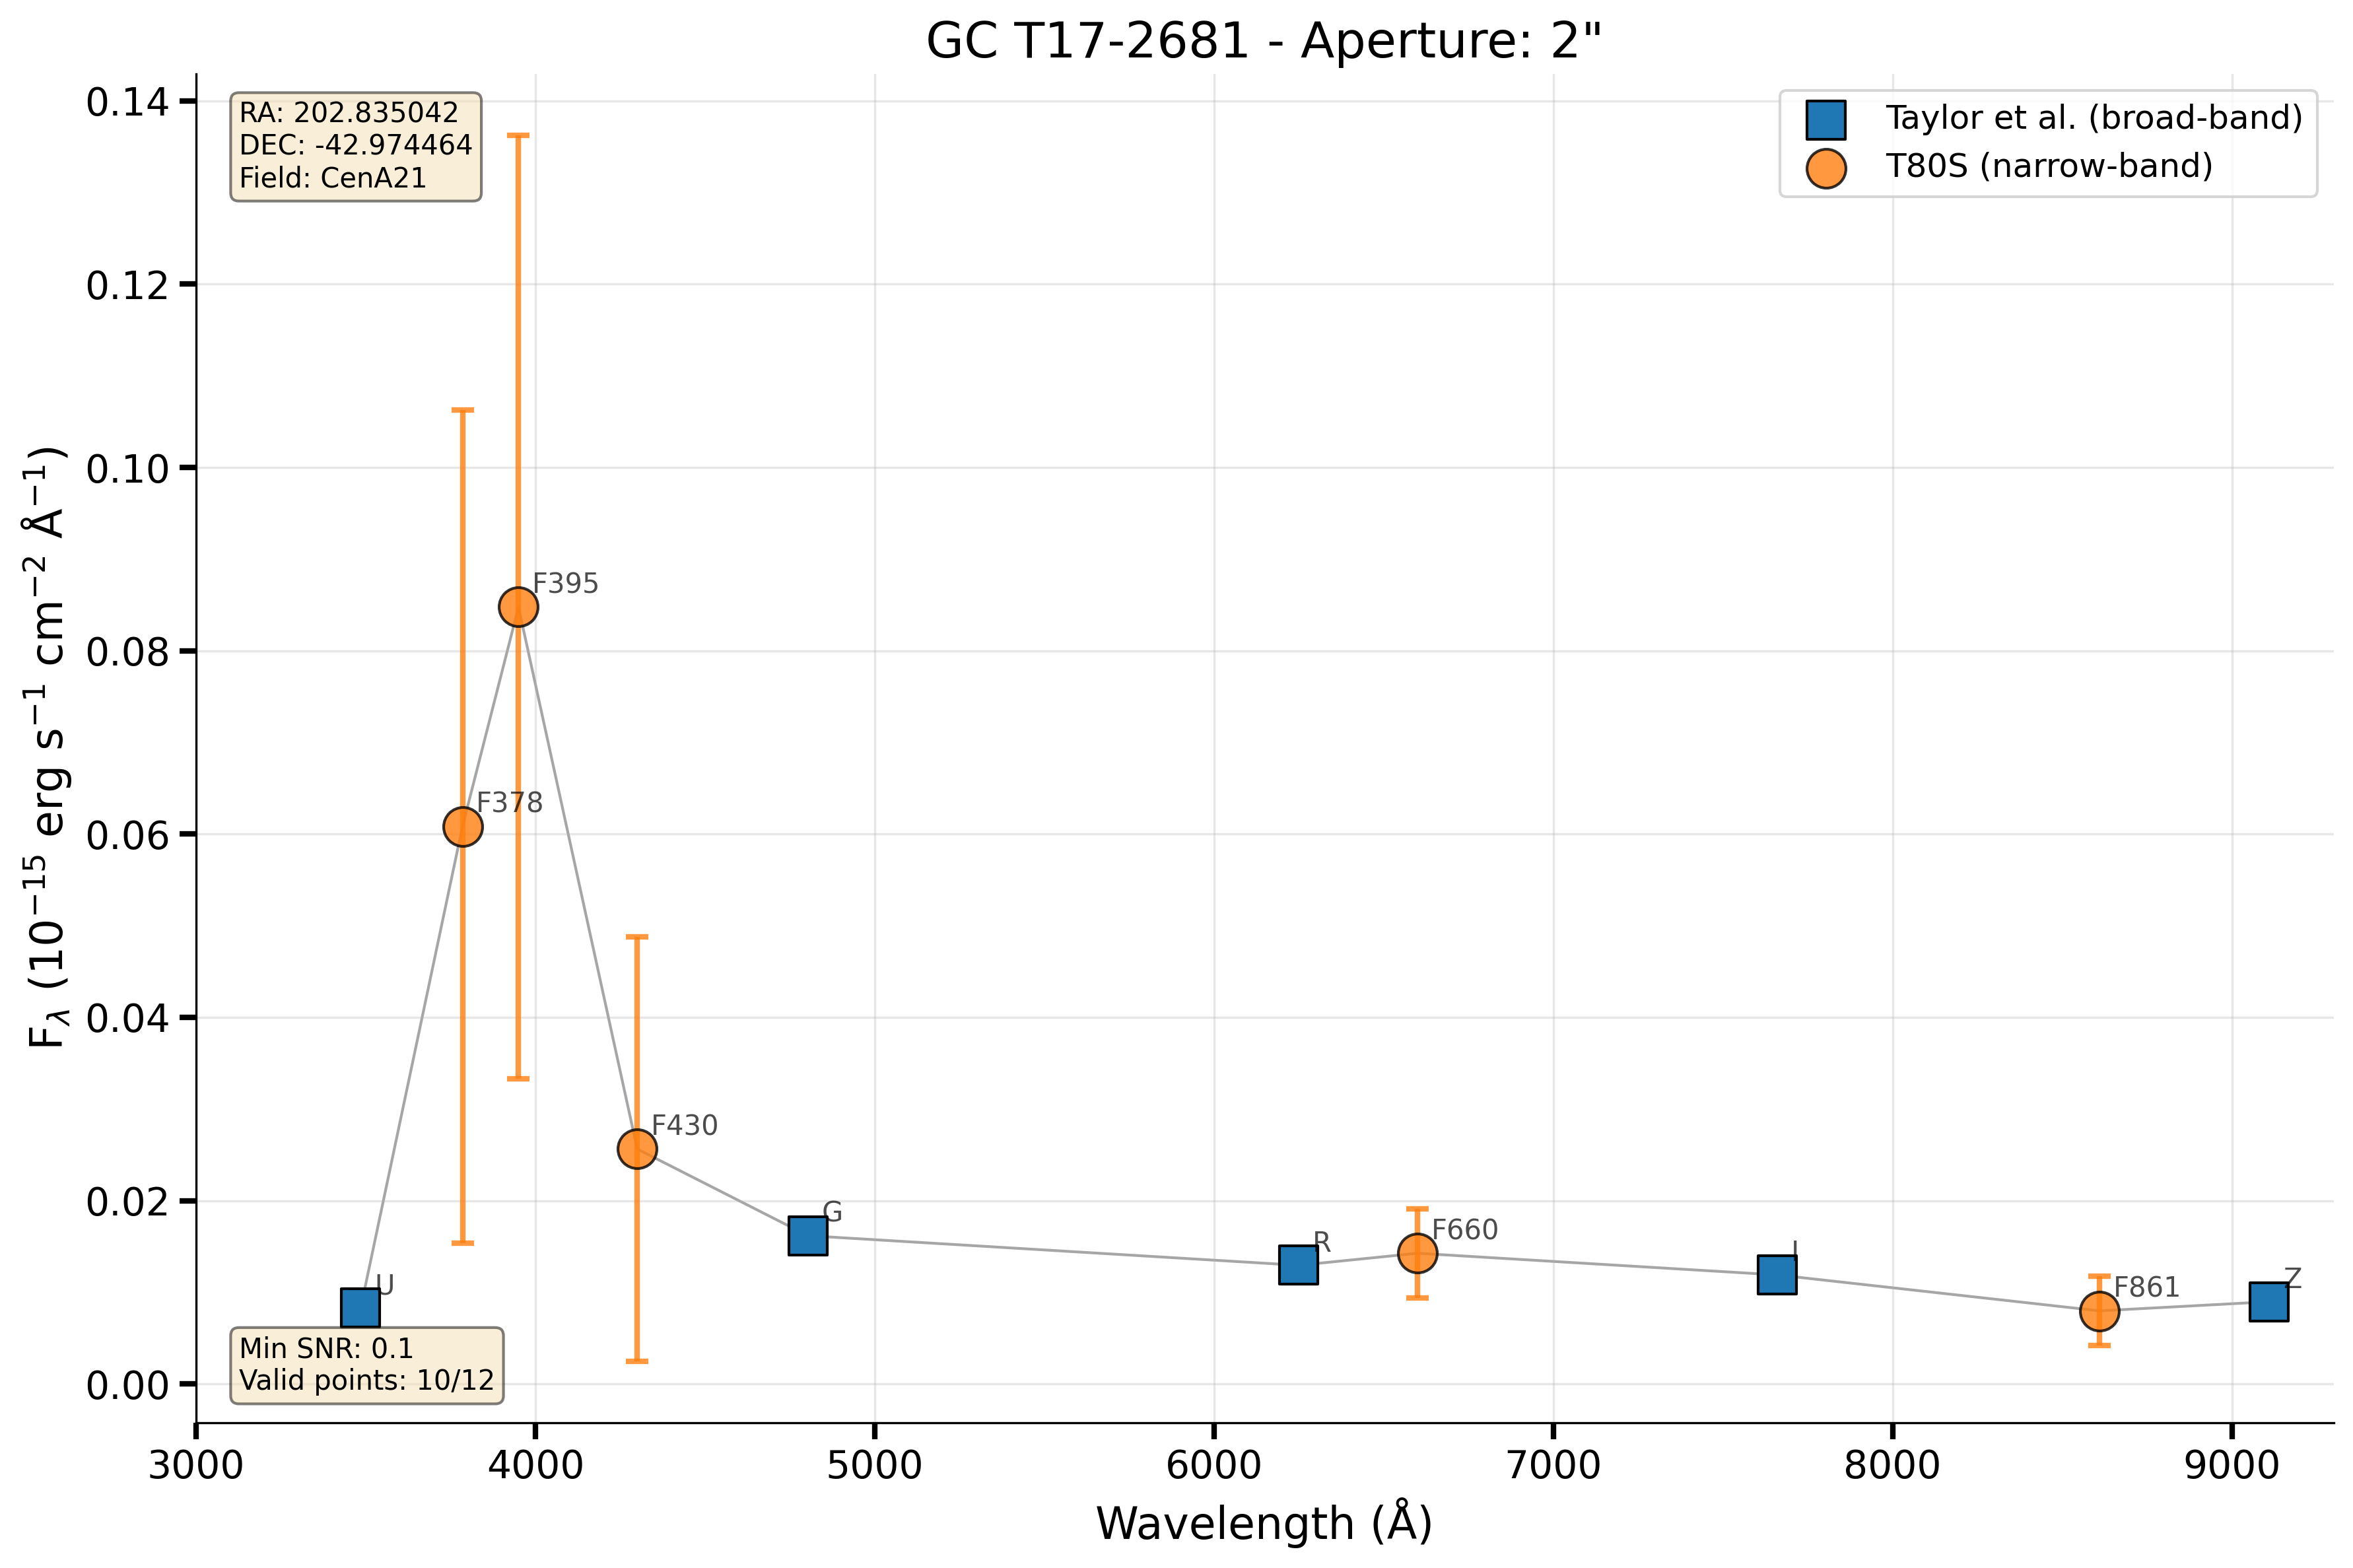 GC T17-2681 - Aperture: 2"
RA: 202.835042
DEC: -42.974464
Field: CenA21
Taylor et al. (broad-band)
T80S (narrow-band)
F$_{\lambda}$ (10$^{-15}$ erg s$^{-1}$ cm$^{-2}$ Å$^{-1}$)
0.14
0.12
0.10
0.08
0.06
0.04
0.02
0.00
F395
F378
F430
G
R
F660
I
F861
Z
U
Min SNR: 0.1
Valid points: 10/12
3000 4000 5000 6000 7000 8000 9000
Wavelength (Å)